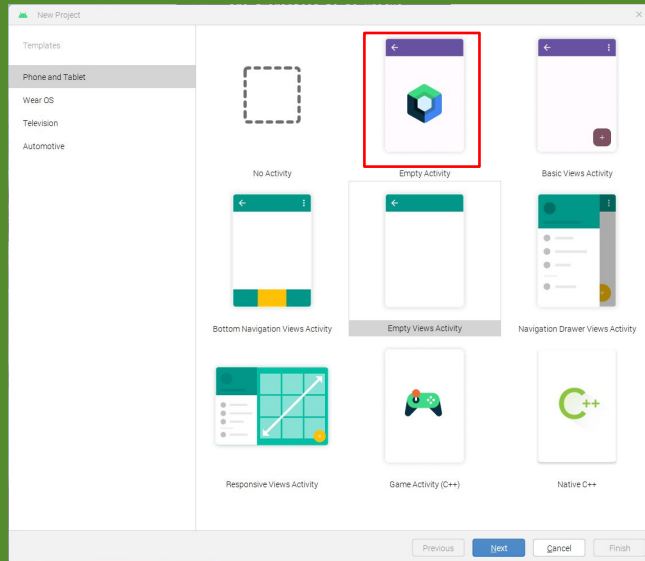 New Project
Templates
Phone and Tablet
Wear OS
Television
Automotive
No Activity
Empty Activity
Basic Views Activity
Bottom Navigation Views Activity
Empty Views Activity
Navigation Drawer Views Activity
Responsive Views Activity
Game Activity (C++)
C++
Native C++
Previous
Next
Cancel
Finish